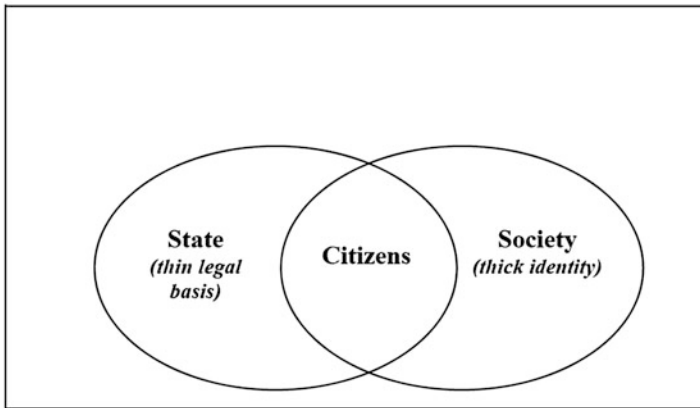 State
(thin legal
basis)
Citizens
Society
(thick identity)